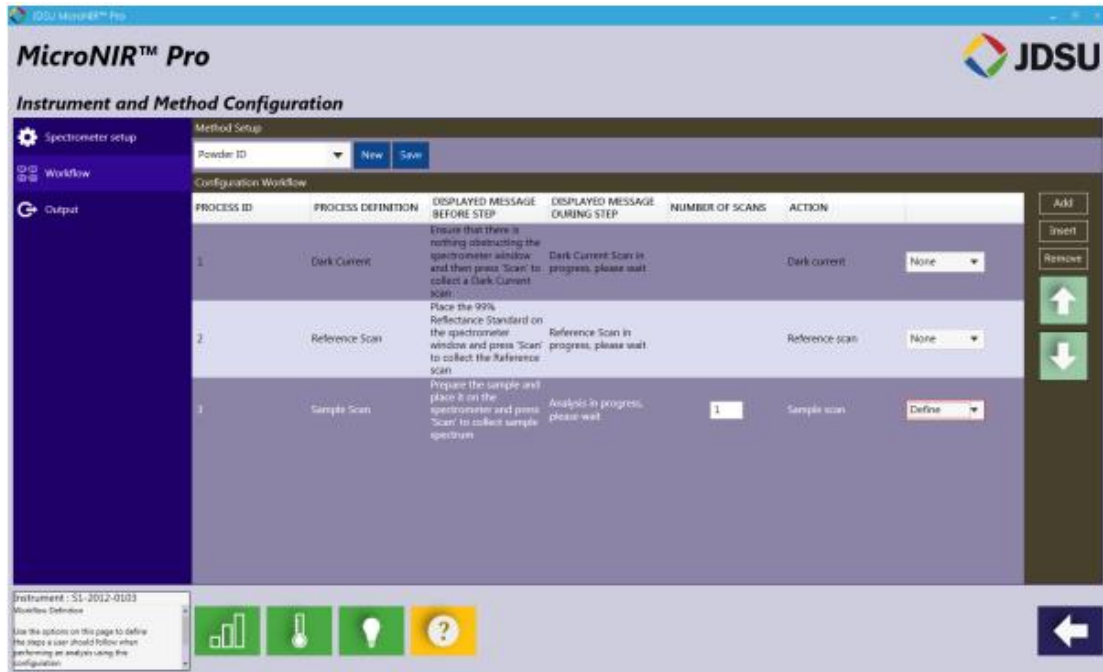 JDSU MicroNIR™ Pro
MicroNIR™ Pro
JDSU
Instrument and Method Configuration
Spectrometer setup
Workflow
Output
Method Setup
Powder ID
New
Save
Configuration Workflow
PROCESS ID
PROCESS DEFINITION
DISPLAYED MESSAGE
BEFORE STEP
DISPLAYED MESSAGE
DURING STEP
NUMBER OF SCANS
ACTION
1
Dark Current
Ensure that there is
nothing obstructing the
spectrometer window
and then press 'Scan' to
collect a Dark Current
scan
Dark Current Scan in
progress, please wait
Dark current
None
2
Reference Scan
Place the 99%
Reflectance Standard on
the spectrometer
window and press 'Scan'
to collect the Reference
scan
Reference Scan in
progress, please wait
Reference scan
None
3
Sample Scan
Prepare the sample and
place it on the
spectrometer and press
'Scan' to collect sample
spectrum
Analysis in progress,
please wait
1
Sample scan
Define
Add
Insert
Remove
Instrument : S1-2012-0103
Workflow Definition
Use the options on this page to define
the steps a user should follow when
performing an analysis using this
configuration
?